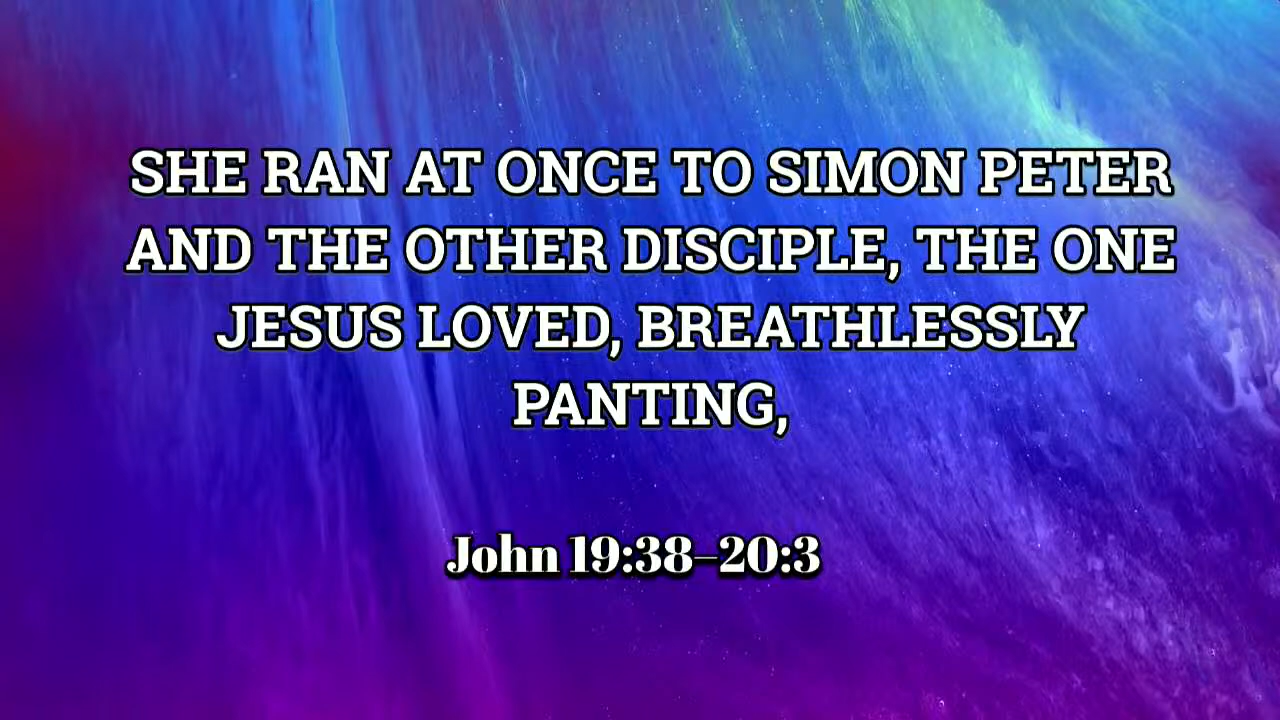 SHE RAN AT ONCE TO SIMON PETER
AND THE OTHER DISCIPLE, THE ONE
JESUS LOVED, BREATHLESSLY
PANTING,
John 19:38–20:3